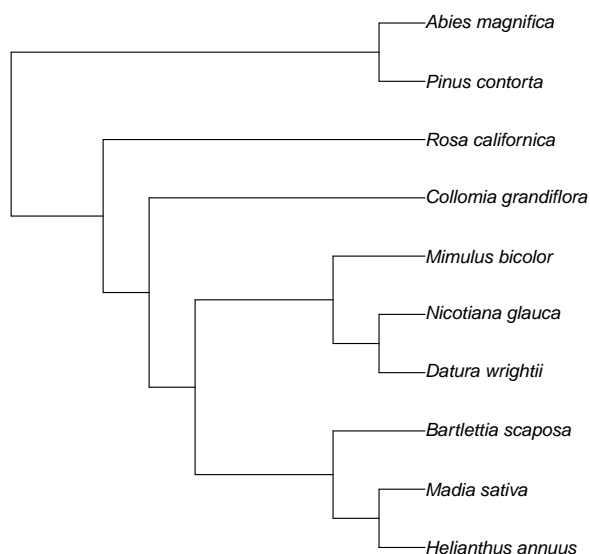 Abies magnifica
Pinus contorta
Rosa californica
Collomia grandiflora
Mimulus bicolor
Nicotiana glauca
Datura wrightii
Bartlettia scaposa
Madia sativa
Helianthus annuus